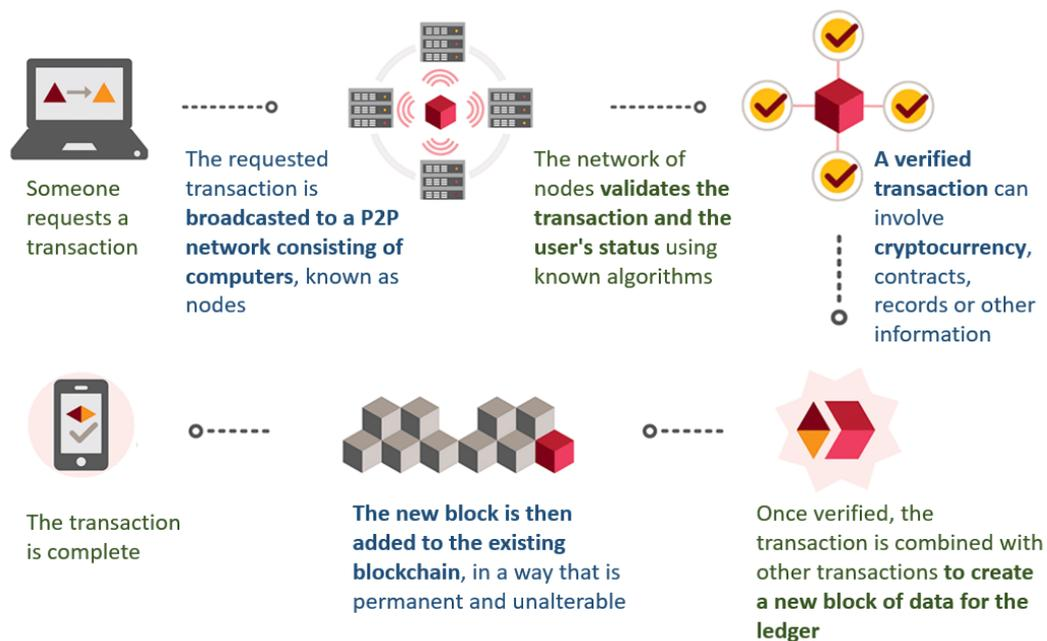 Someone
requests a
transaction
The requested
transaction is
broadcasted to a P2P
network consisting of
computers, known as
nodes
The network of
nodes validates the
transaction and the
user's status using
known algorithms
A verified
transaction can
involve
cryptocurrency,
contracts,
records or other
information
Once verified, the
transaction is combined with
other transactions to create
a new block of data for the
ledger
The new block is then
added to the existing
blockchain, in a way that is
permanent and unalterable
The transaction
is complete